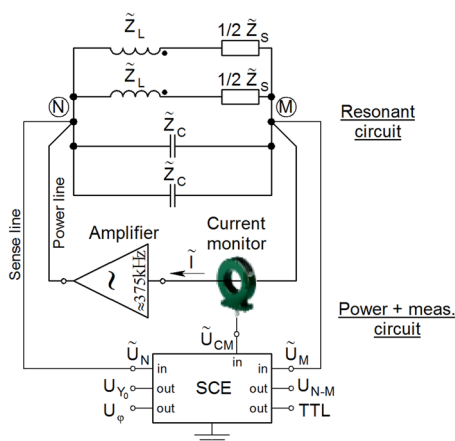 Z̃L 1/2 Z̃S
Z̃L 1/2 Z̃S
N M
Z̃C
Z̃C
Resonant
circuit
Sense line
Power line
Amplifier
Current
monitor
~
≈375kHz
Ĩ
Power + meas.
circuit
ŨCM
ŨN ŨM
in in in
UY0 out SCE out UN-M
Uφ out out TTL